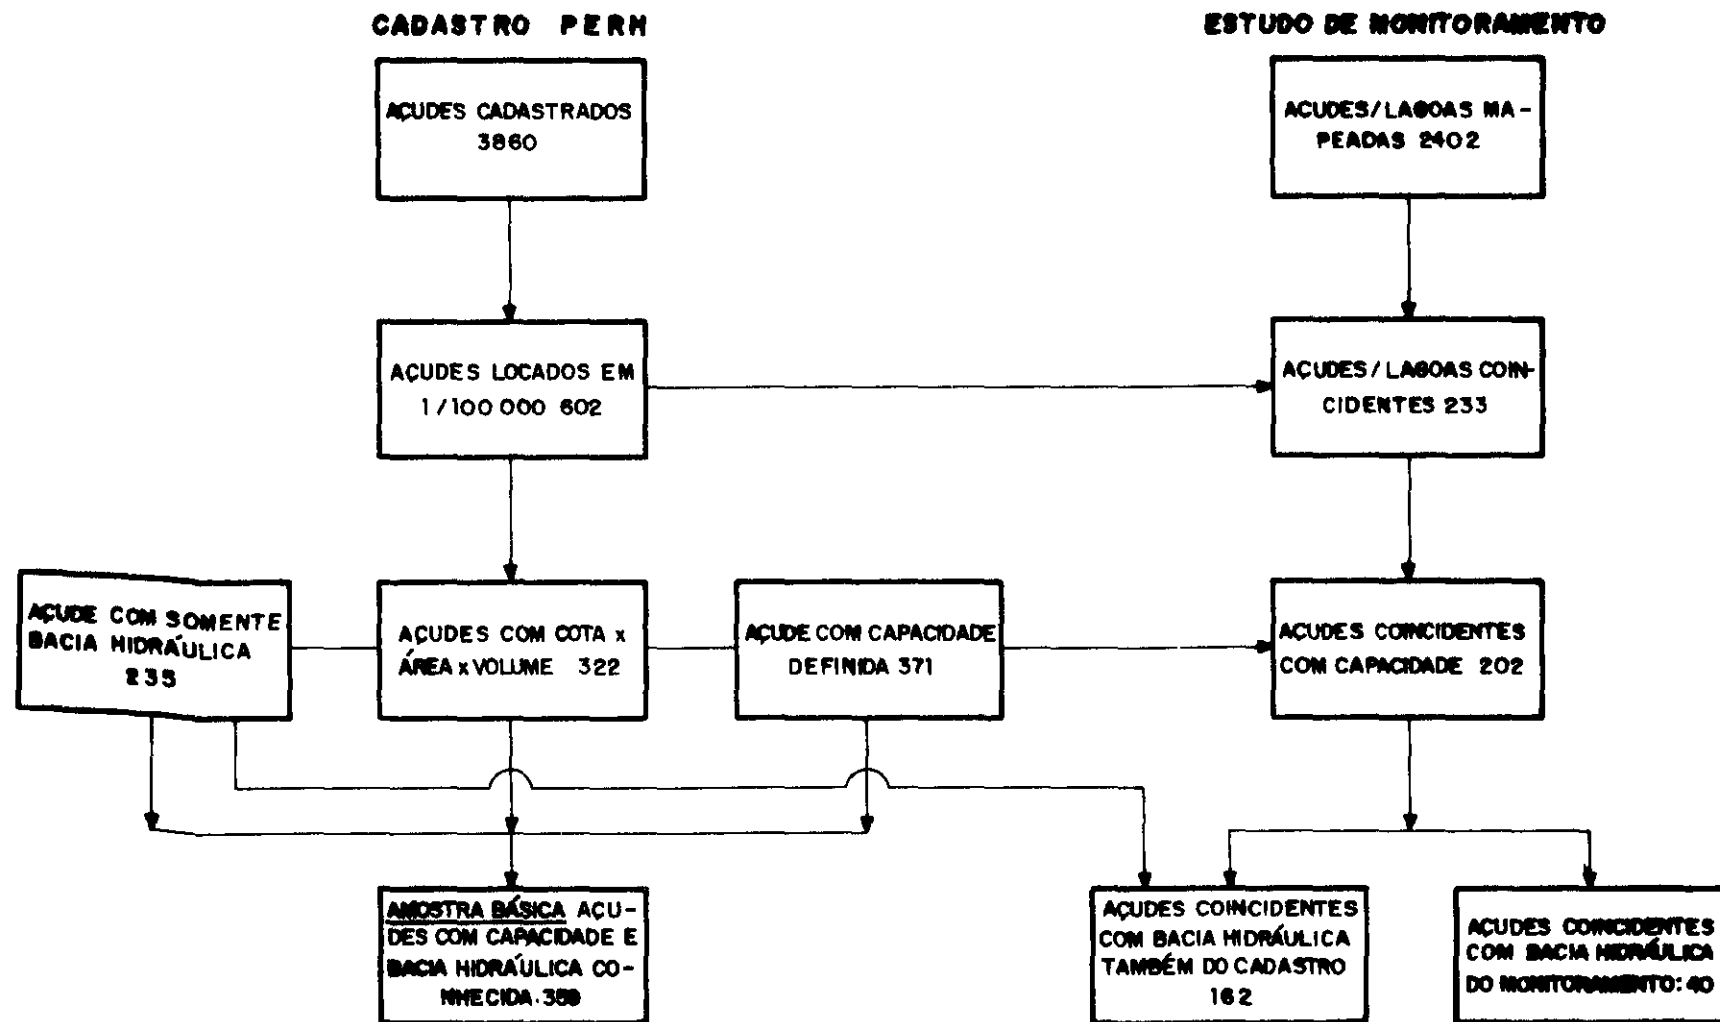 CADASTRO PERH
ESTUDO DE MONITORAMENTO
AÇUDES CADASTRADOS
3860
AÇUDES/LAGOAS MA-
PEADAS 2402
AÇUDES LOCADOS EM
1/100 000 602
AÇUDES/LAGOAS COIN-
CIDENTES 233
AÇUDE COM SOMENTE
BACIA HIDRÁULICA
235
AÇUDES COM COTA x
ÁREA x VOLUME 322
AÇUDE COM CAPACIDADE
DEFINIDA 371
AÇUDES COINCIDENTES
COM CAPACIDADE 202
AMOSTRA BÁSICA AÇU-
DES COM CAPACIDADE E
BACIA HIDRÁULICA CO-
NHECIDA.
AÇUDES COINCIDENTES
COM BACIA HIDRÁULICA
TAMBÉM DO CADASTRO
162
AÇUDES COINCIDENTES
COM BACIA HIDRÁULICA
DO MONITORAMENTO: 40